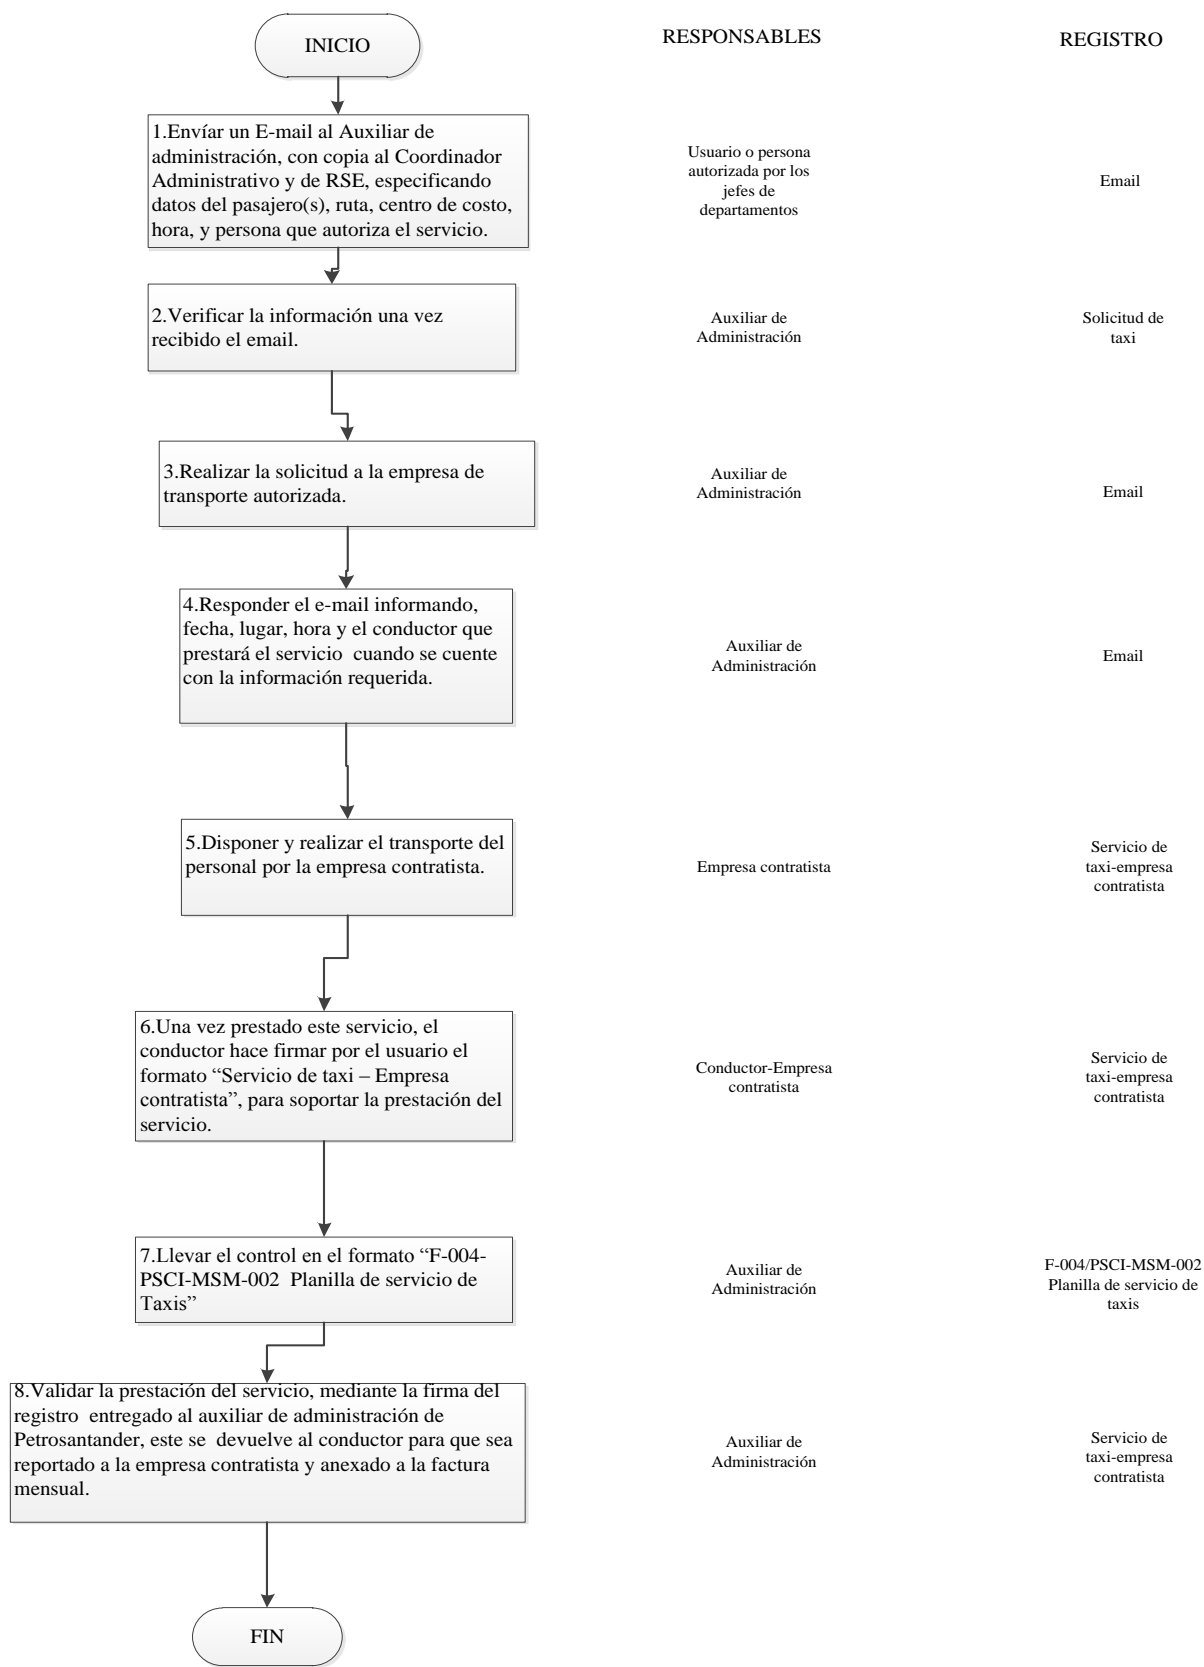 INICIO
RESPONSABLES
REGISTRO
1.Envíar un E-mail al Auxiliar de
administración, con copia al Coordinador
Administrativo y de RSE, especificando
datos del pasajero(s), ruta, centro de costo,
hora, y persona que autoriza el servicio.
Usuario o persona
autorizada por los
jefes de
departamentos
Email
2.Verificar la información una vez
recibido el email.
Auxiliar de
Administración
Solicitud de
taxi
3.Realizar la solicitud a la empresa de
transporte autorizada.
Auxiliar de
Administración
Email
4.Responder el e-mail informando,
fecha, lugar, hora y el conductor que
prestará el servicio cuando se cuente
con la información requerida.
Auxiliar de
Administración
Email
5.Disponer y realizar el transporte del
personal por la empresa contratista.
Empresa contratista
Servicio de
taxi-empresa
contratista
6.Una vez prestado este servicio, el
conductor hace firmar por el usuario el
formato “Servicio de taxi – Empresa
contratista”, para soportar la prestación del
servicio.
Conductor-Empresa
contratista
Servicio de
taxi-empresa
contratista
7.Llevar el control en el formato “F-004-
PSCI-MSM-002 Planilla de servicio de
Taxis”
Auxiliar de
Administración
F-004/PSCI-MSM-002
Planilla de servicio de
taxis
8.Validar la prestación del servicio, mediante la firma del
registro entregado al auxiliar de administración de
Petrosantander, este se devuelve al conductor para que sea
reportado a la empresa contratista y anexado a la factura
mensual.
Auxiliar de
Administración
Servicio de
taxi-empresa
contratista
FIN